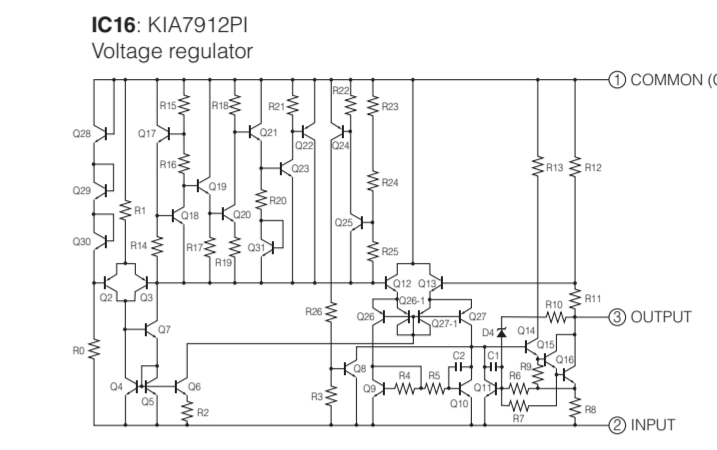 IC16: KIA7912PI
Voltage regulator
1 COMMON (
R22
R15 R18 R21 R23
Q28 Q17 Q21 Q22 Q24
R16 Q23 R13 R12
Q29 Q19 R24
R20
R1 Q18 Q20 Q25
Q30 R14 R17 Q31 R25
R19
Q2 Q3 Q12 Q13
Q26-1 R11
R26 Q26 Q27-1 Q27 R10 3 OUTPUT
Q7 D4 Q14
R0 Q15
C2 C1 Q16
Q8 R9
Q4 Q5 Q6 Q9 R4 R5 Q10 Q11 R6
R2 R3 R7 R8
2 INPUT